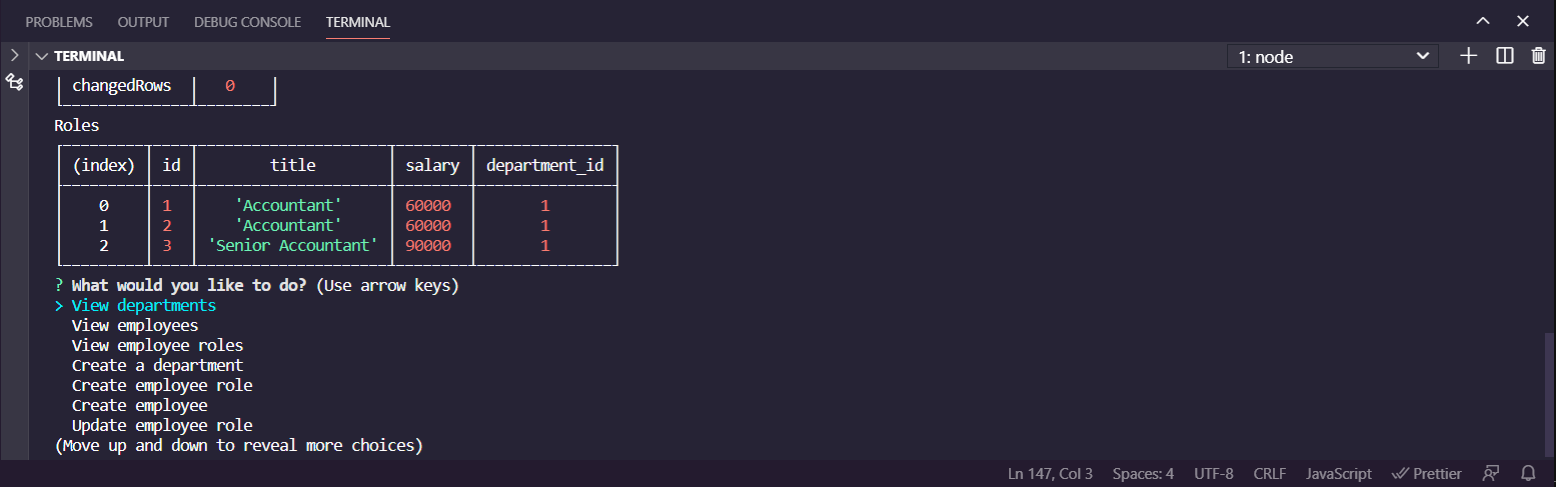 PROBLEMS OUTPUT DEBUG CONSOLE TERMINAL
TERMINAL 1: node
changedRows 0
Roles
(index) id title salary department_id
0 1 'Accountant' 60000 1
1 2 'Accountant' 60000 1
2 3 'Senior Accountant' 90000 1
? What would you like to do? (Use arrow keys)
> View departments
View employees
View employee roles
Create a department
Create employee role
Create employee
Update employee role
(Move up and down to reveal more choices)
Ln 147, Col 3 Spaces: 4 UTF-8 CRLF JavaScript Prettier